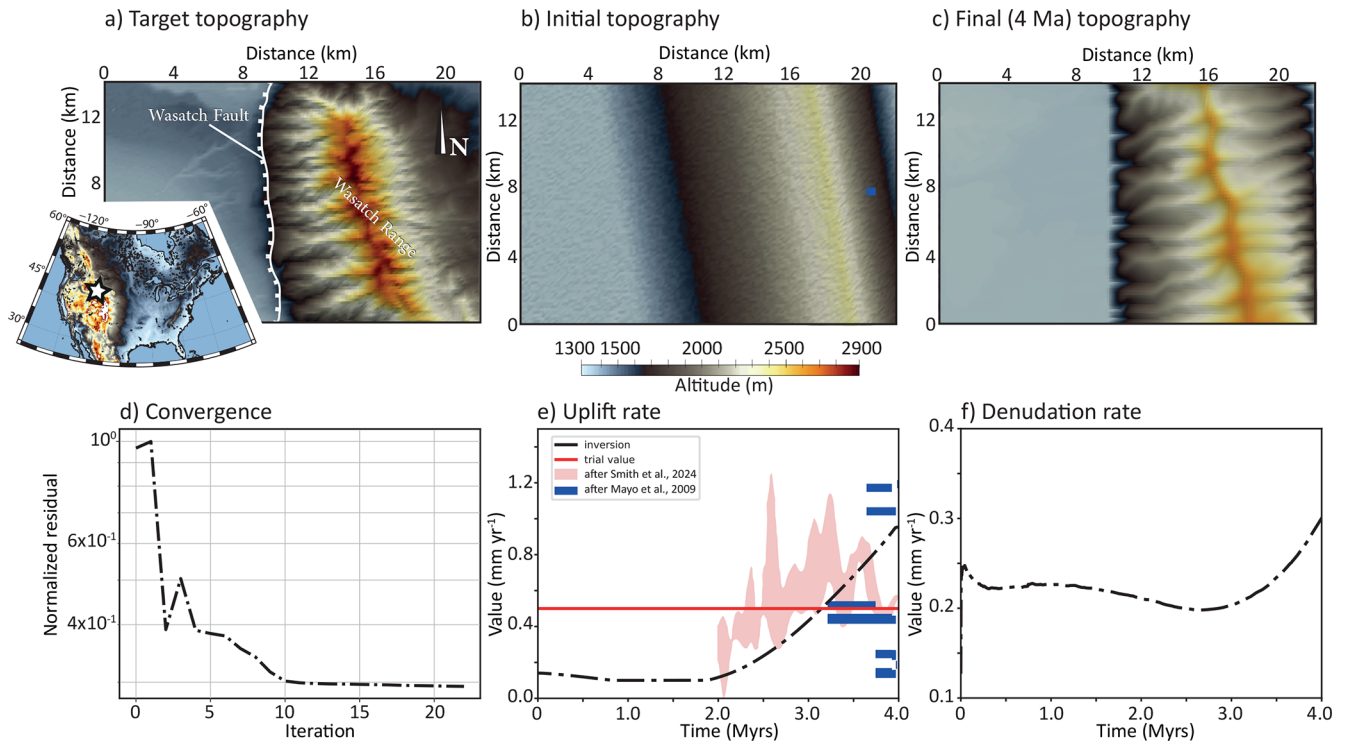 a) Target topography
b) Initial topography
c) Final (4 Ma) topography
Distance (km)
Distance (km)
Distance (km)
0 4 8 12 16 20
0 4 8 12 16 20
0 4 8 12 16 20
Distance (km)
12
8
Wasatch Fault
Wasatch Range
N
60° −120° −90° −60°
45°
30°
Distance (km)
12
8
4
0
Distance (km)
12
8
4
0
1300 1500 2000 2500 2900
Altitude (m)
d) Convergence
Normalized residual
10⁰
6x10⁻¹
4x10⁻¹
0 5 10 15 20
Iteration
e) Uplift rate
inversion
trial value
after Smith et al., 2024
after Mayo et al., 2009
Value (mm yr⁻¹)
1.2
0.8
0.4
0.0
0 1.0 2.0 3.0 4.0
Time (Myrs)
f) Denudation rate
Value (mm yr⁻¹)
0.4
0.3
0.2
0.1
0 1.0 2.0 3.0 4.0
Time (Myrs)